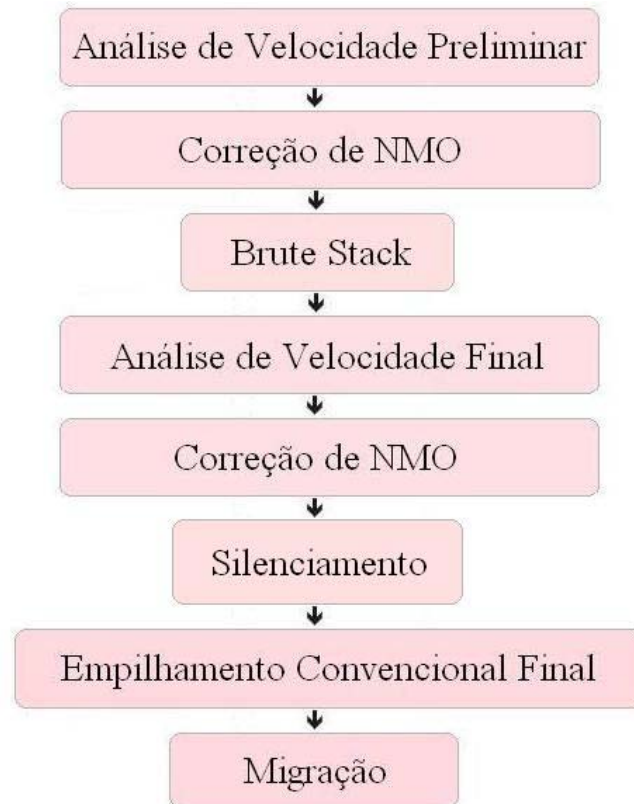 Análise de Velocidade Preliminar
Correção de NMO
Brute Stack
Análise de Velocidade Final
Correção de NMO
Silenciamento
Empilhamento Convencional Final
Migração